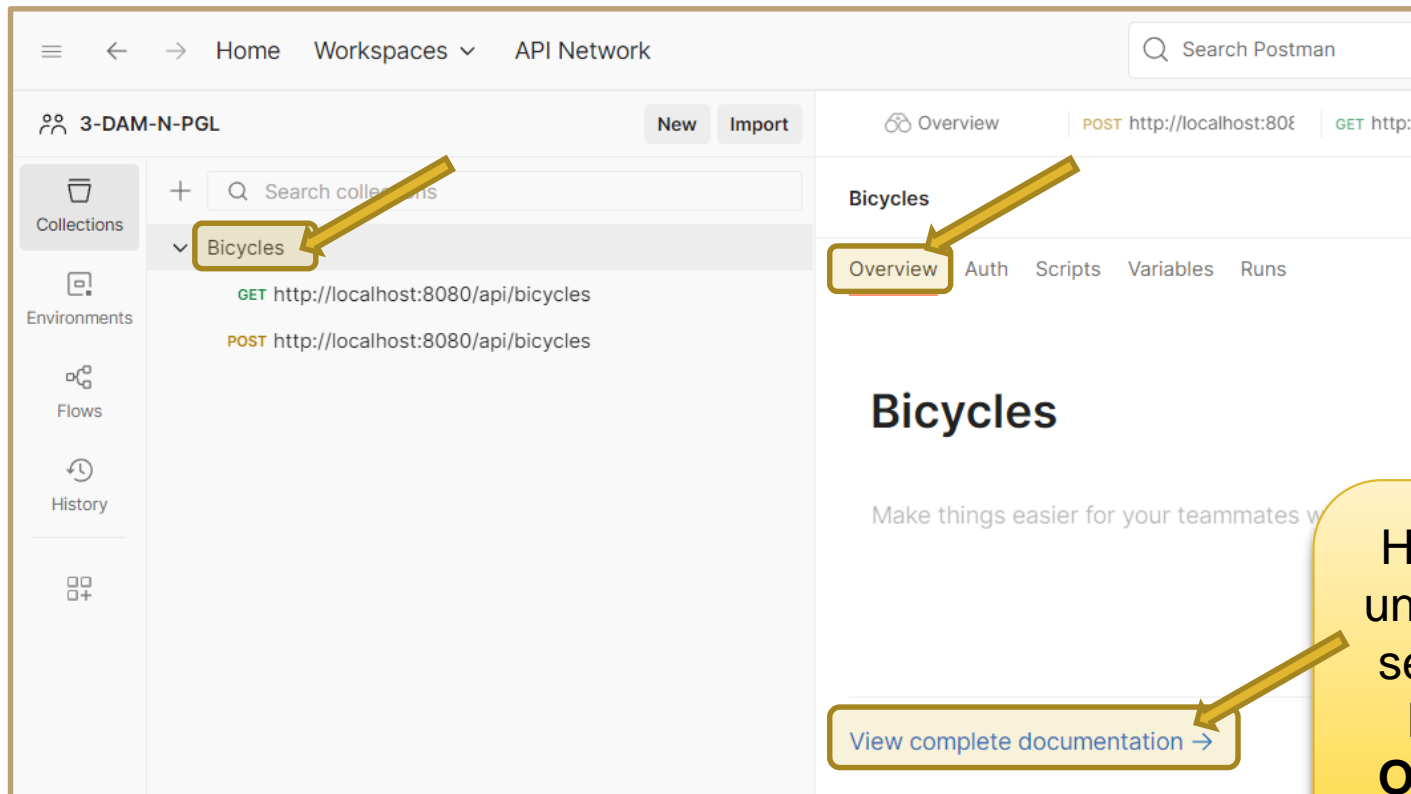 Home Workspaces API Network
Search Postman
3-DAM-N-PGL
New Import
Overview
POST http://localhost:808
GET http:
Collections
Search collections
Bicycles
GET http://localhost:8080/api/bicycles
POST http://localhost:8080/api/bicycles
Environments
Flows
History
Bicycles
Overview Auth Scripts Variables Runs
Bicycles
Make things easier for your teammates
View complete documentation →